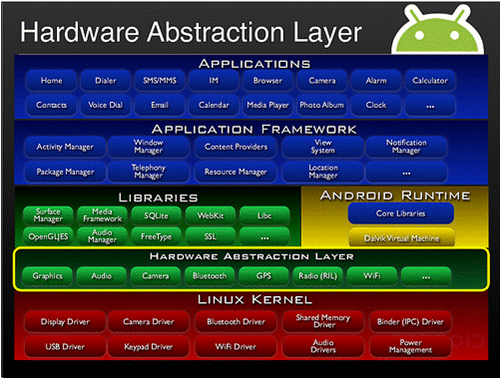 Hardware Abstraction Layer
APPLICATIONS
Home Dialer SMS/MMS IM Browser Camera Alarm Calculator
Contacts Voice Dial Email Calendar Media Player Photo Album Clock ...
APPLICATION FRAMEWORK
Activity Manager Window Manager Content Providers View System Notification Manager
Package Manager Telephony Manager Resource Manager Location Manager ...
LIBRARIES
Surface Manager Media Framework SQLite WebKit Libc
OpenGL|ES Audio Manager FreeType SSL ...
ANDROID RUNTIME
Core Libraries
Dalvik Virtual Machine
HARDWARE ABSTRACTION LAYER
Graphics Audio Camera Bluetooth GPS Radio (RIL) WiFi ...
LINUX KERNEL
Display Driver Camera Driver Bluetooth Driver Shared Memory Driver Binder (IPC) Driver
USB Driver Keypad Driver WiFi Driver Audio Drivers Power Management